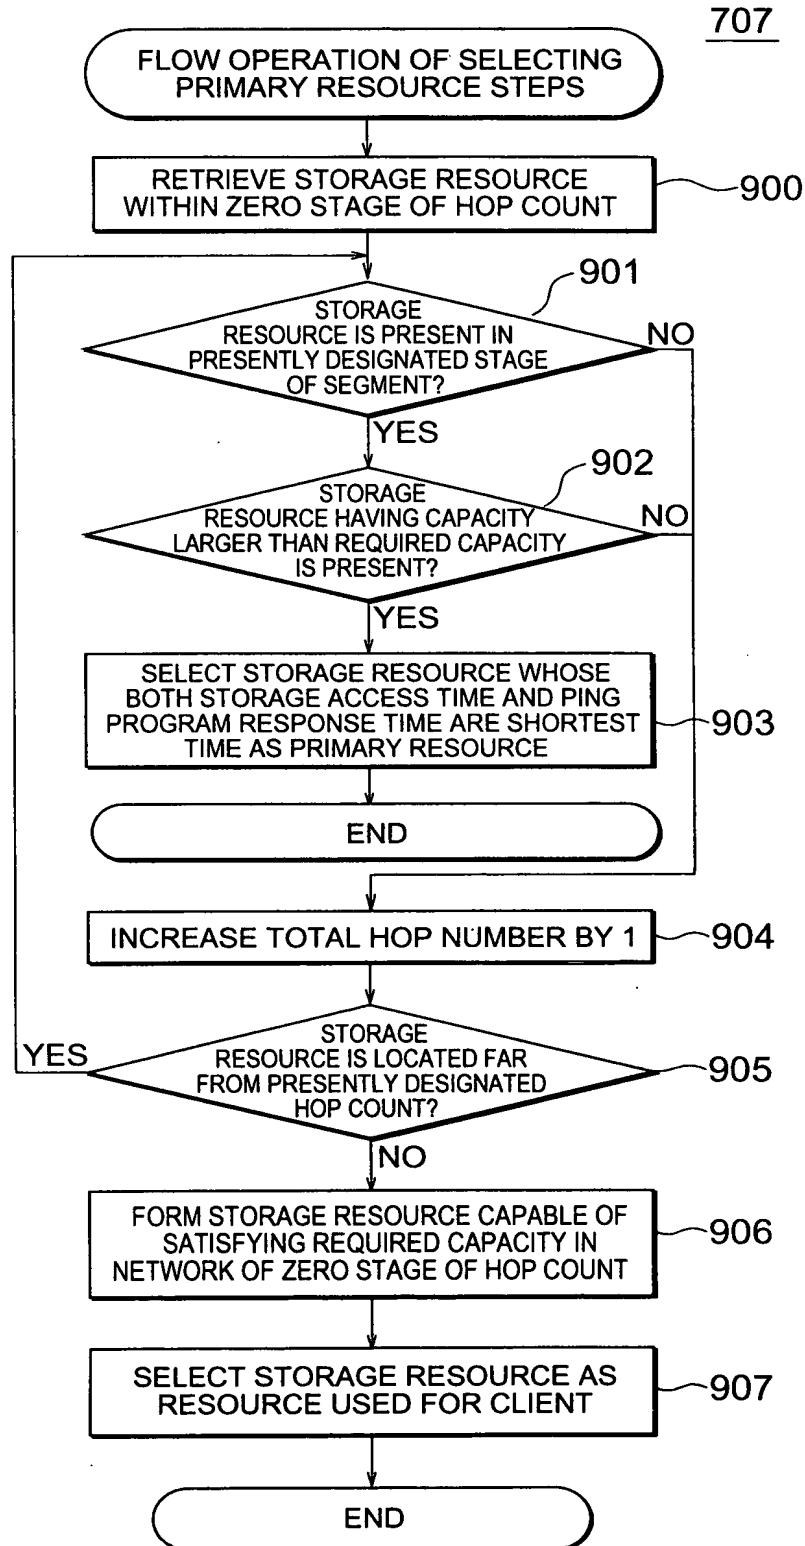 707
FLOW OPERATION OF SELECTING
PRIMARY RESOURCE STEPS
RETRIEVE STORAGE RESOURCE
WITHIN ZERO STAGE OF HOP COUNT
900
901
STORAGE
RESOURCE IS PRESENT IN
PRESENTLY DESIGNATED STAGE
OF SEGMENT?
NO
YES
902
STORAGE
RESOURCE HAVING CAPACITY
LARGER THAN REQUIRED CAPACITY
IS PRESENT?
NO
YES
SELECT STORAGE RESOURCE WHOSE
BOTH STORAGE ACCESS TIME AND PING
PROGRAM RESPONSE TIME ARE SHORTEST
TIME AS PRIMARY RESOURCE
903
END
INCREASE TOTAL HOP NUMBER BY 1
904
STORAGE
RESOURCE IS LOCATED FAR
FROM PRESENTLY DESIGNATED
HOP COUNT?
YES
905
NO
FORM STORAGE RESOURCE CAPABLE OF
SATISFYING REQUIRED CAPACITY IN
NETWORK OF ZERO STAGE OF HOP COUNT
906
SELECT STORAGE RESOURCE AS
RESOURCE USED FOR CLIENT
907
END